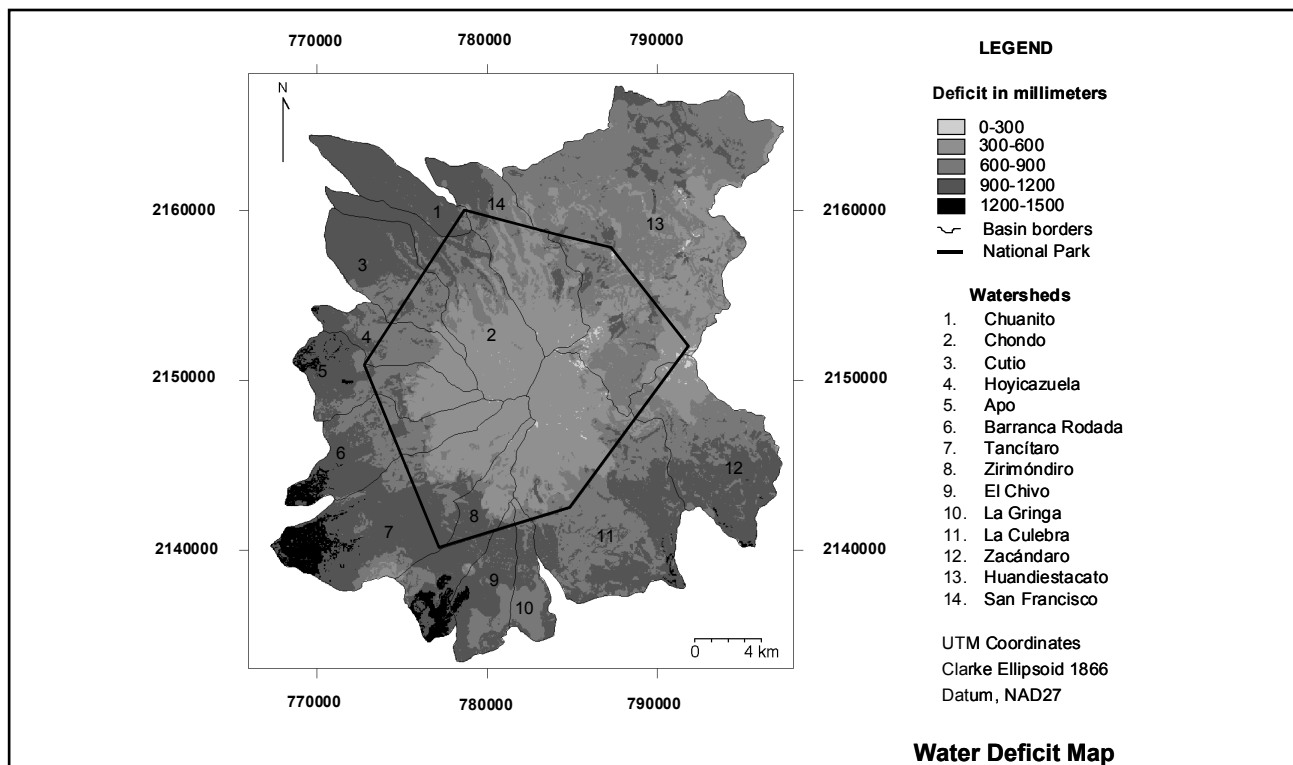 770000
780000
790000
N
2160000
2160000
2150000
2150000
2140000
2140000
1
14
13
3
2
4
5
6
12
7
8
11
9
10
0 4 km
770000
780000
790000
LEGEND
Deficit in millimeters
0-300
300-600
600-900
900-1200
1200-1500
Basin borders
National Park
Watersheds
1. Chuanito
2. Chondo
3. Cutio
4. Hoyicazuela
5. Apo
6. Barranca Rodada
7. Tancítaro
8. Zirimóndiro
9. El Chivo
10. La Gringa
11. La Culebra
12. Zacándaro
13. Huandiestacato
14. San Francisco
UTM Coordinates
Clarke Ellipsoid 1866
Datum, NAD27
Water Deficit Map